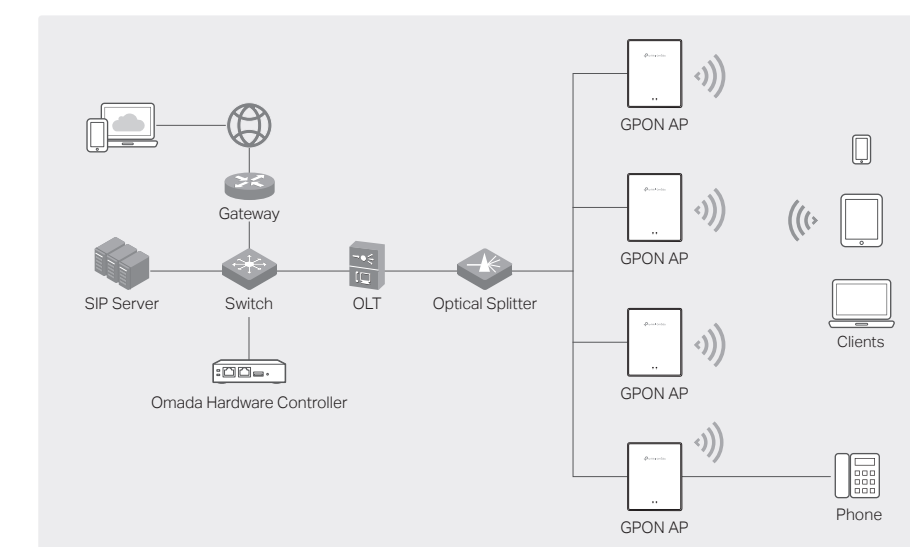 GPON AP
Gateway
GPON AP
SIP Server
Switch
OLT
Optical Splitter
Clients
Omada Hardware Controller
GPON AP
Phone
GPON AP